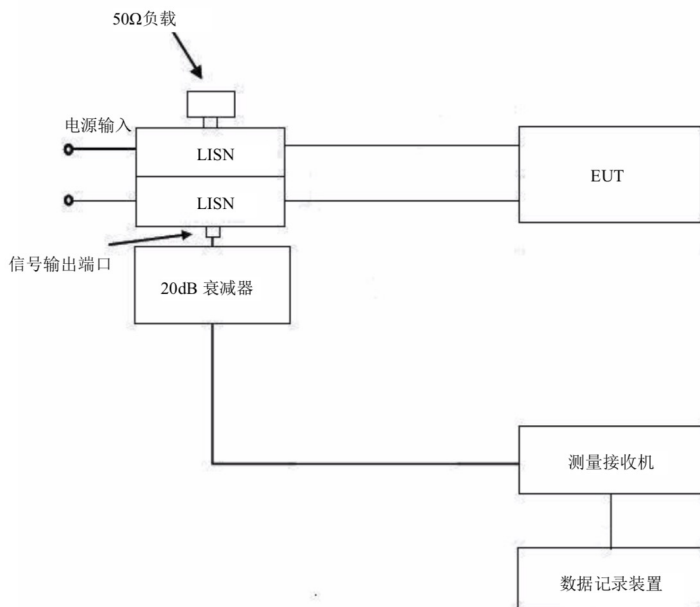 50Ω负载
电源输入
LISN
LISN
EUT
信号输出端口
20dB 衰减器
测量接收机
数据记录装置